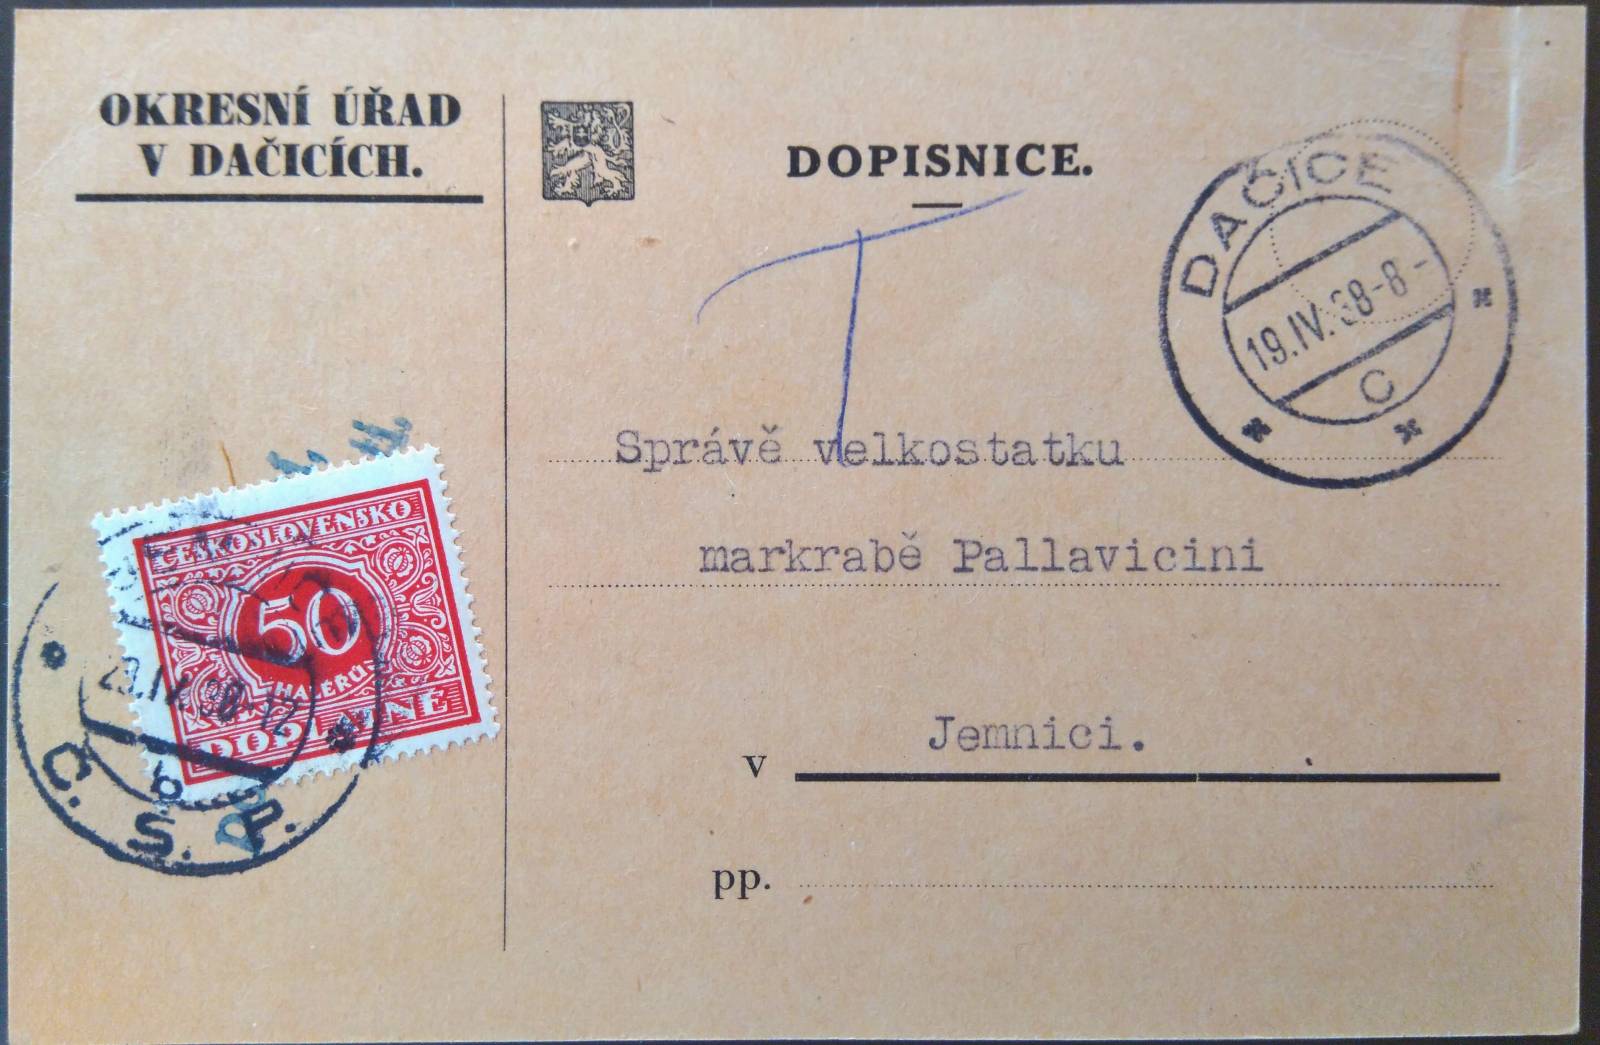 OKRESNÍ ÚŘAD
V DAČICÍCH.
DOPISNICE.
T
DAČICE
19.IV.38-8-
C
Správě velkostatku
markrabě Pallavicini
v Jemnici.
pp.
ČESKOSLOVENSKO
50
HALÉŘŮ
DOPLATNÉ
b
Č. S. P.